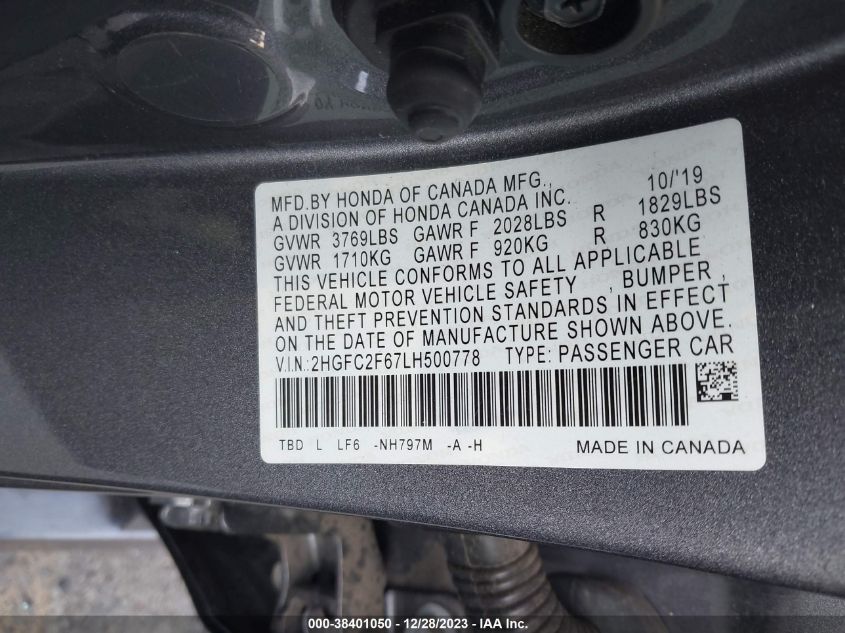 MFD.BY HONDA OF CANADA MFG., 10/'19
A DIVISION OF HONDA CANADA INC.
GVWR 3769LBS GAWR F 2028LBS R 1829LBS
GVWR 1710KG GAWR F 920KG R 830KG
THIS VEHICLE CONFORMS TO ALL APPLICABLE
FEDERAL MOTOR VEHICLE SAFETY , BUMPER ,
AND THEFT PREVENTION STANDARDS IN EFFECT
ON THE DATE OF MANUFACTURE SHOWN ABOVE.
V.I.N.:2HGFC2F67LH500778 TYPE: PASSENGER CAR
TBD L LF6 -NH797M -A -H MADE IN CANADA
000-38401050 - 12/28/2023 - IAA Inc.